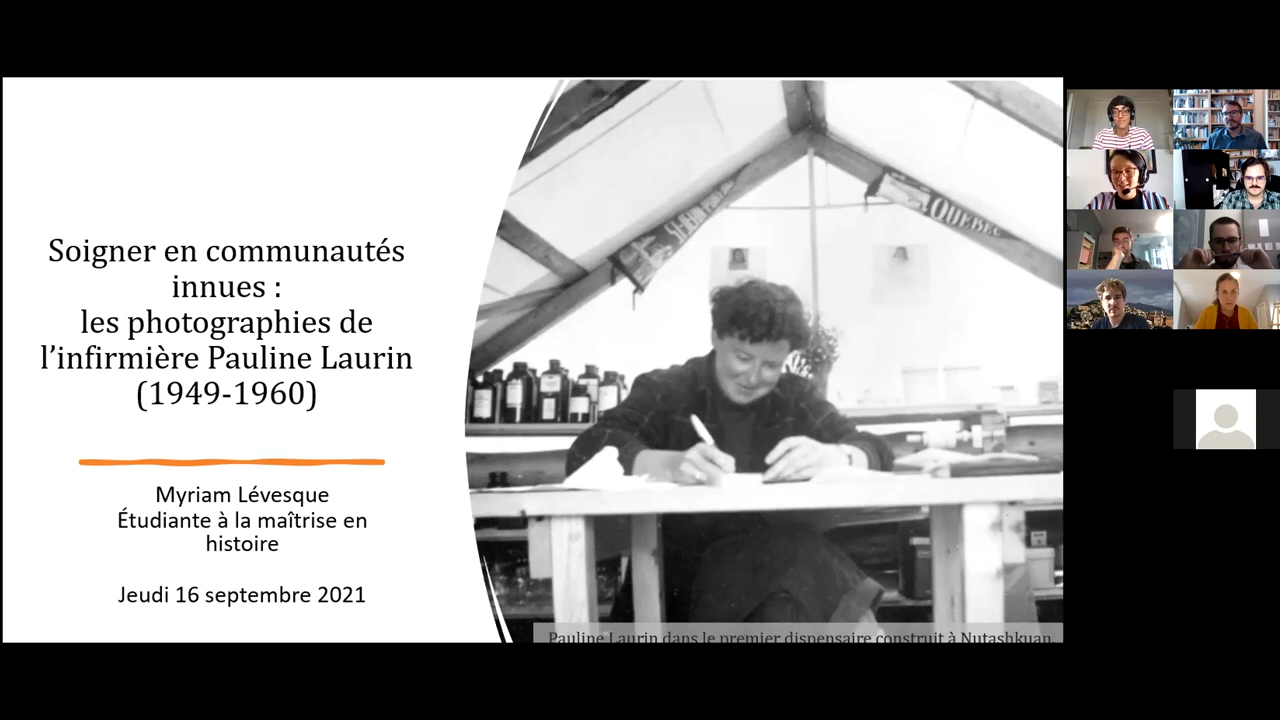 Soigner en communautés
innues :
les photographies de
l’infirmière Pauline Laurin
(1949-1960)
Myriam Lévesque
Étudiante à la maîtrise en
histoire
Jeudi 16 septembre 2021
QUEBEC
Pauline Laurin dans le premier dispensaire construit à Nutashkuan.